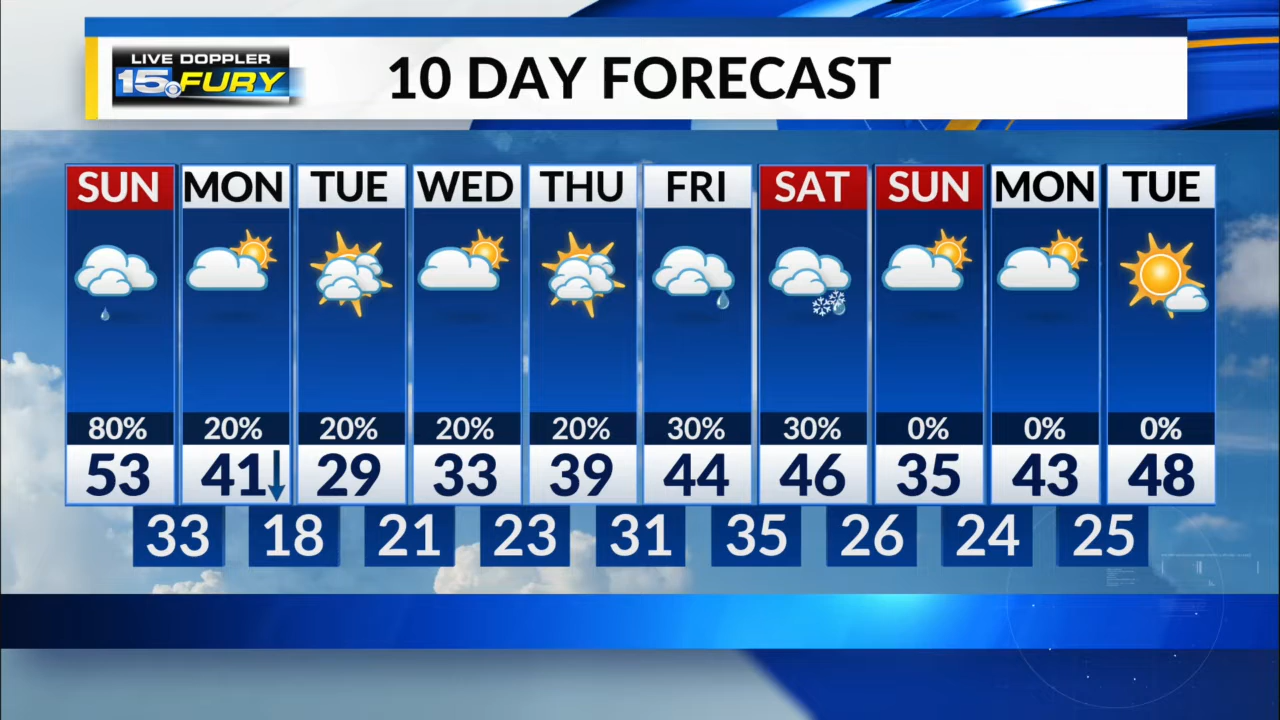 LIVE DOPPLER
15 FURY
10 DAY FORECAST
SUN MON TUE WED THU FRI SAT SUN MON TUE
80% 20% 20% 20% 20% 30% 30% 0% 0% 0%
53 41↓ 29 33 39 44 46 35 43 48
33 18 21 23 31 35 26 24 25